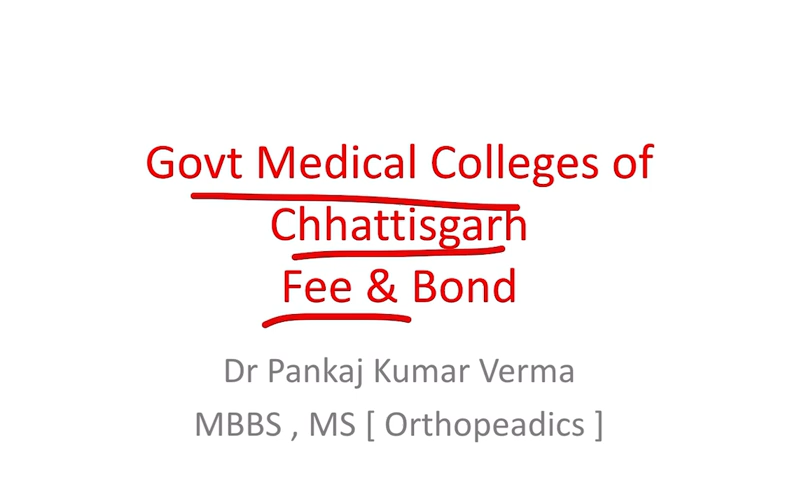 Govt Medical Colleges of
Chhattisgarh
Fee & Bond
Dr Pankaj Kumar Verma
MBBS , MS [ Orthopeadics ]